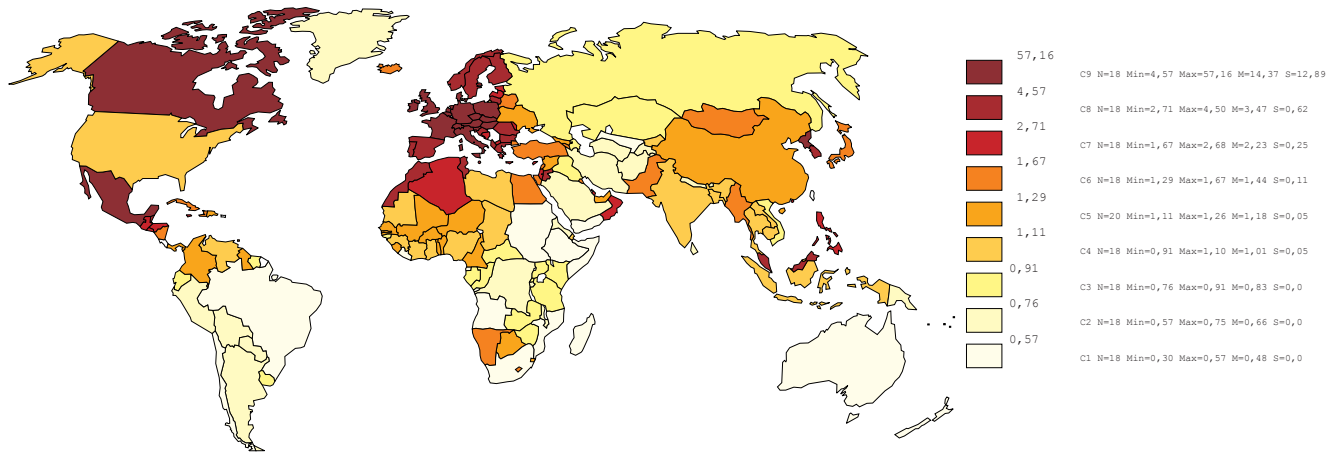 57,16
C9 N=18 Min=4,57 Max=57,16 M=14,37 S=12,89
4,57
C8 N=18 Min=2,71 Max=4,50 M=3,47 S=0,62
2,71
C7 N=18 Min=1,67 Max=2,68 M=2,23 S=0,25
1,67
C6 N=18 Min=1,29 Max=1,67 M=1,44 S=0,11
1,29
C5 N=20 Min=1,11 Max=1,26 M=1,18 S=0,05
1,11
C4 N=18 Min=0,91 Max=1,10 M=1,01 S=0,05
0,91
C3 N=18 Min=0,76 Max=0,91 M=0,83 S=0,0
0,76
C2 N=18 Min=0,57 Max=0,75 M=0,66 S=0,0
0,57
C1 N=18 Min=0,30 Max=0,57 M=0,48 S=0,0